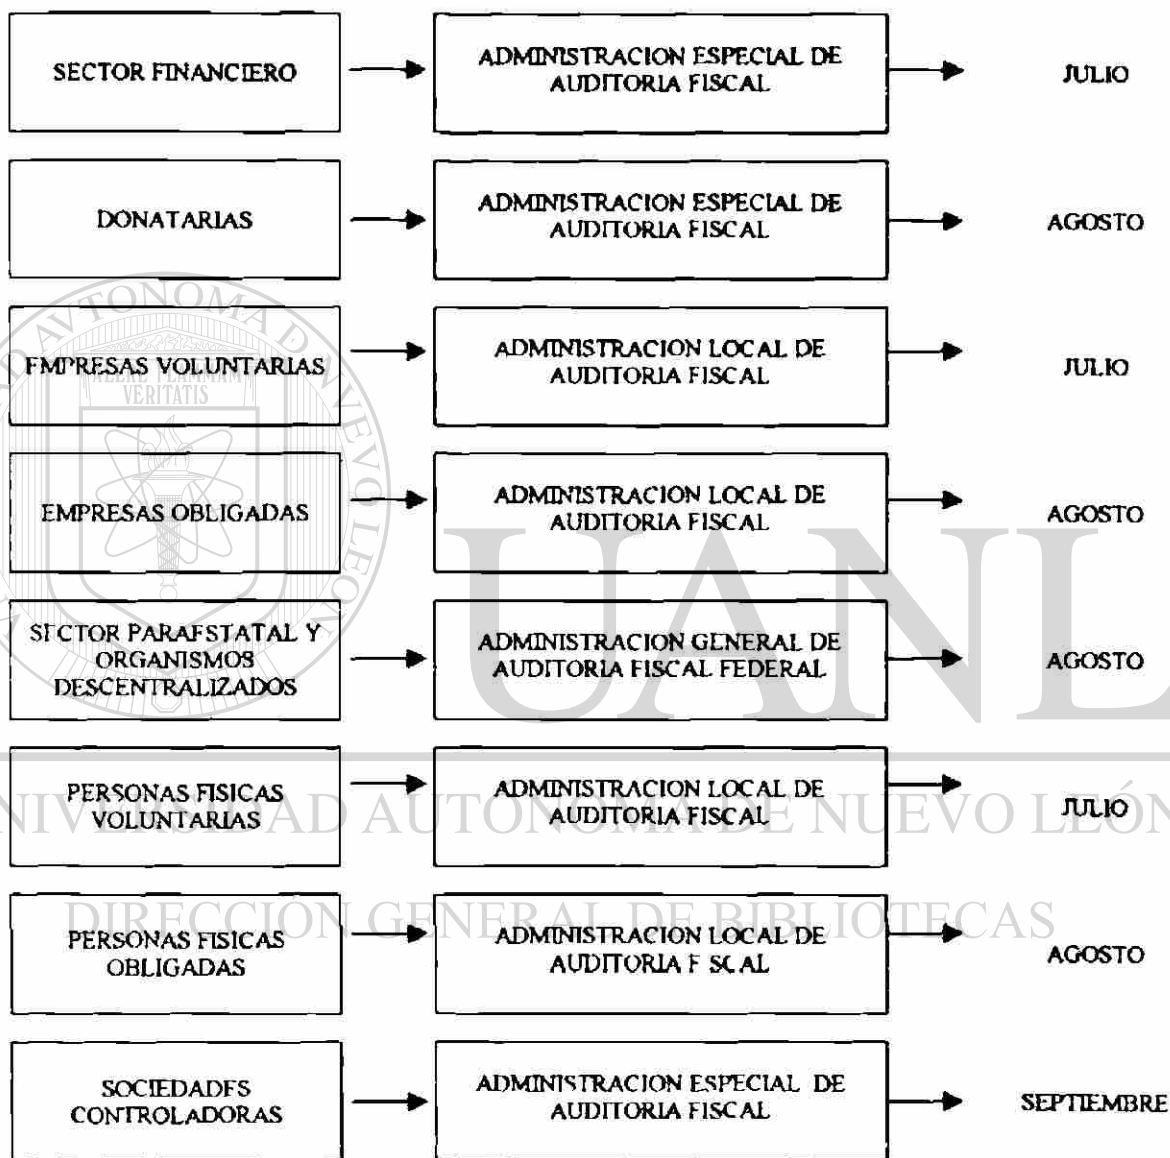 SECTOR FINANCIERO
ADMINISTRACION ESPECIAL DE
AUDITORIA FISCAL
JULIO
DONATARIAS
ADMINISTRACION ESPECIAL DE
AUDITORIA FISCAL
AGOSTO
EMPRESAS VOLUNTARIAS
ADMINISTRACION LOCAL DE
AUDITORIA FISCAL
JULIO
EMPRESAS OBLIGADAS
ADMINISTRACION LOCAL DE
AUDITORIA FISCAL
AGOSTO
SECTOR PARAESTATAL Y
ORGANISMOS
DESCENTRALIZADOS
ADMINISTRACION GENERAL DE
AUDITORIA FISCAL FEDERAL
AGOSTO
PERSONAS FISICAS
VOLUNTARIAS
ADMINISTRACION LOCAL DE
AUDITORIA FISCAL
JULIO
PERSONAS FISICAS
OBLIGADAS
ADMINISTRACION LOCAL DE
AUDITORIA FISCAL
AGOSTO
SOCIEDADES
CONTROLADORAS
ADMINISTRACION ESPECIAL DE
AUDITORIA FISCAL
SEPTIEMBRE
UANL
NIVERSIDAD AUTÓNOMA DE NUEVO LEÓN
DIRECCIÓN GENERAL DE BIBLIOTECAS
ALERE FLAMMAM
VERITATIS